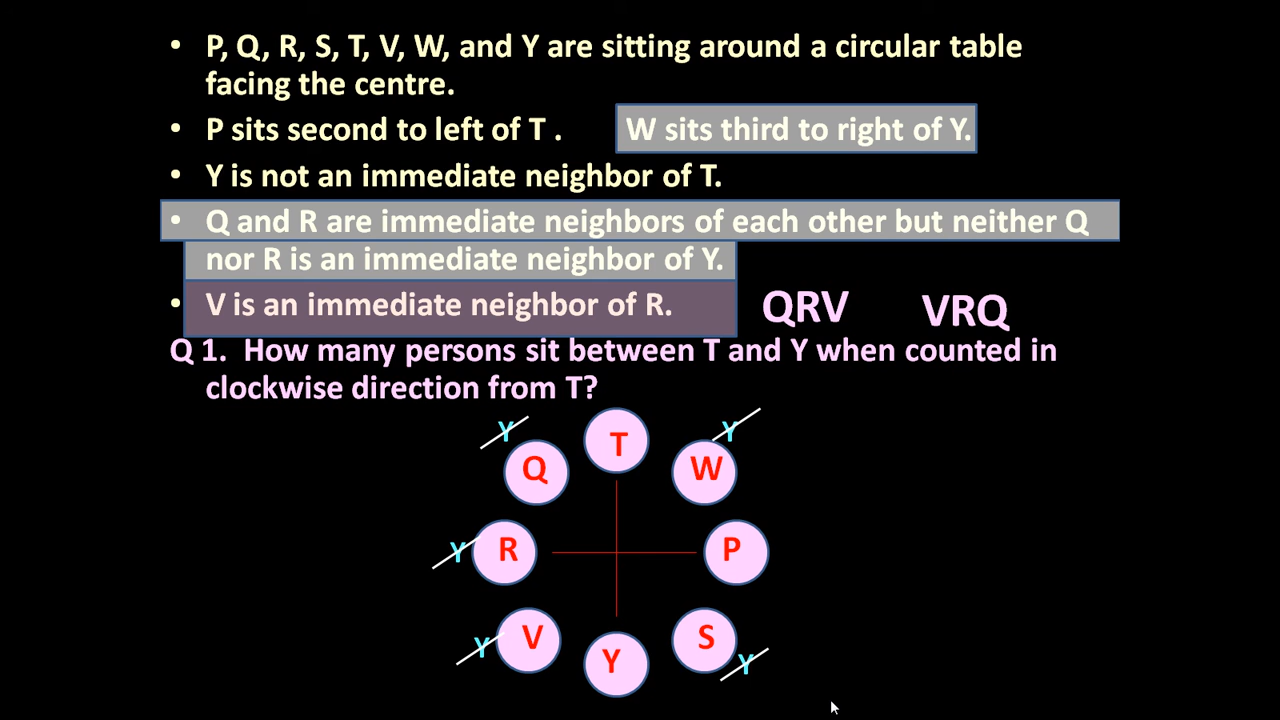 • P, Q, R, S, T, V, W, and Y are sitting around a circular table
facing the centre.
• P sits second to left of T . W sits third to right of Y.
• Y is not an immediate neighbor of T.
• Q and R are immediate neighbors of each other but neither Q
nor R is an immediate neighbor of Y.
• V is an immediate neighbor of R. QRV VRQ
Q 1. How many persons sit between T and Y when counted in
clockwise direction from T?
Y T Y
Q W
Y R P
Y V S Y
Y